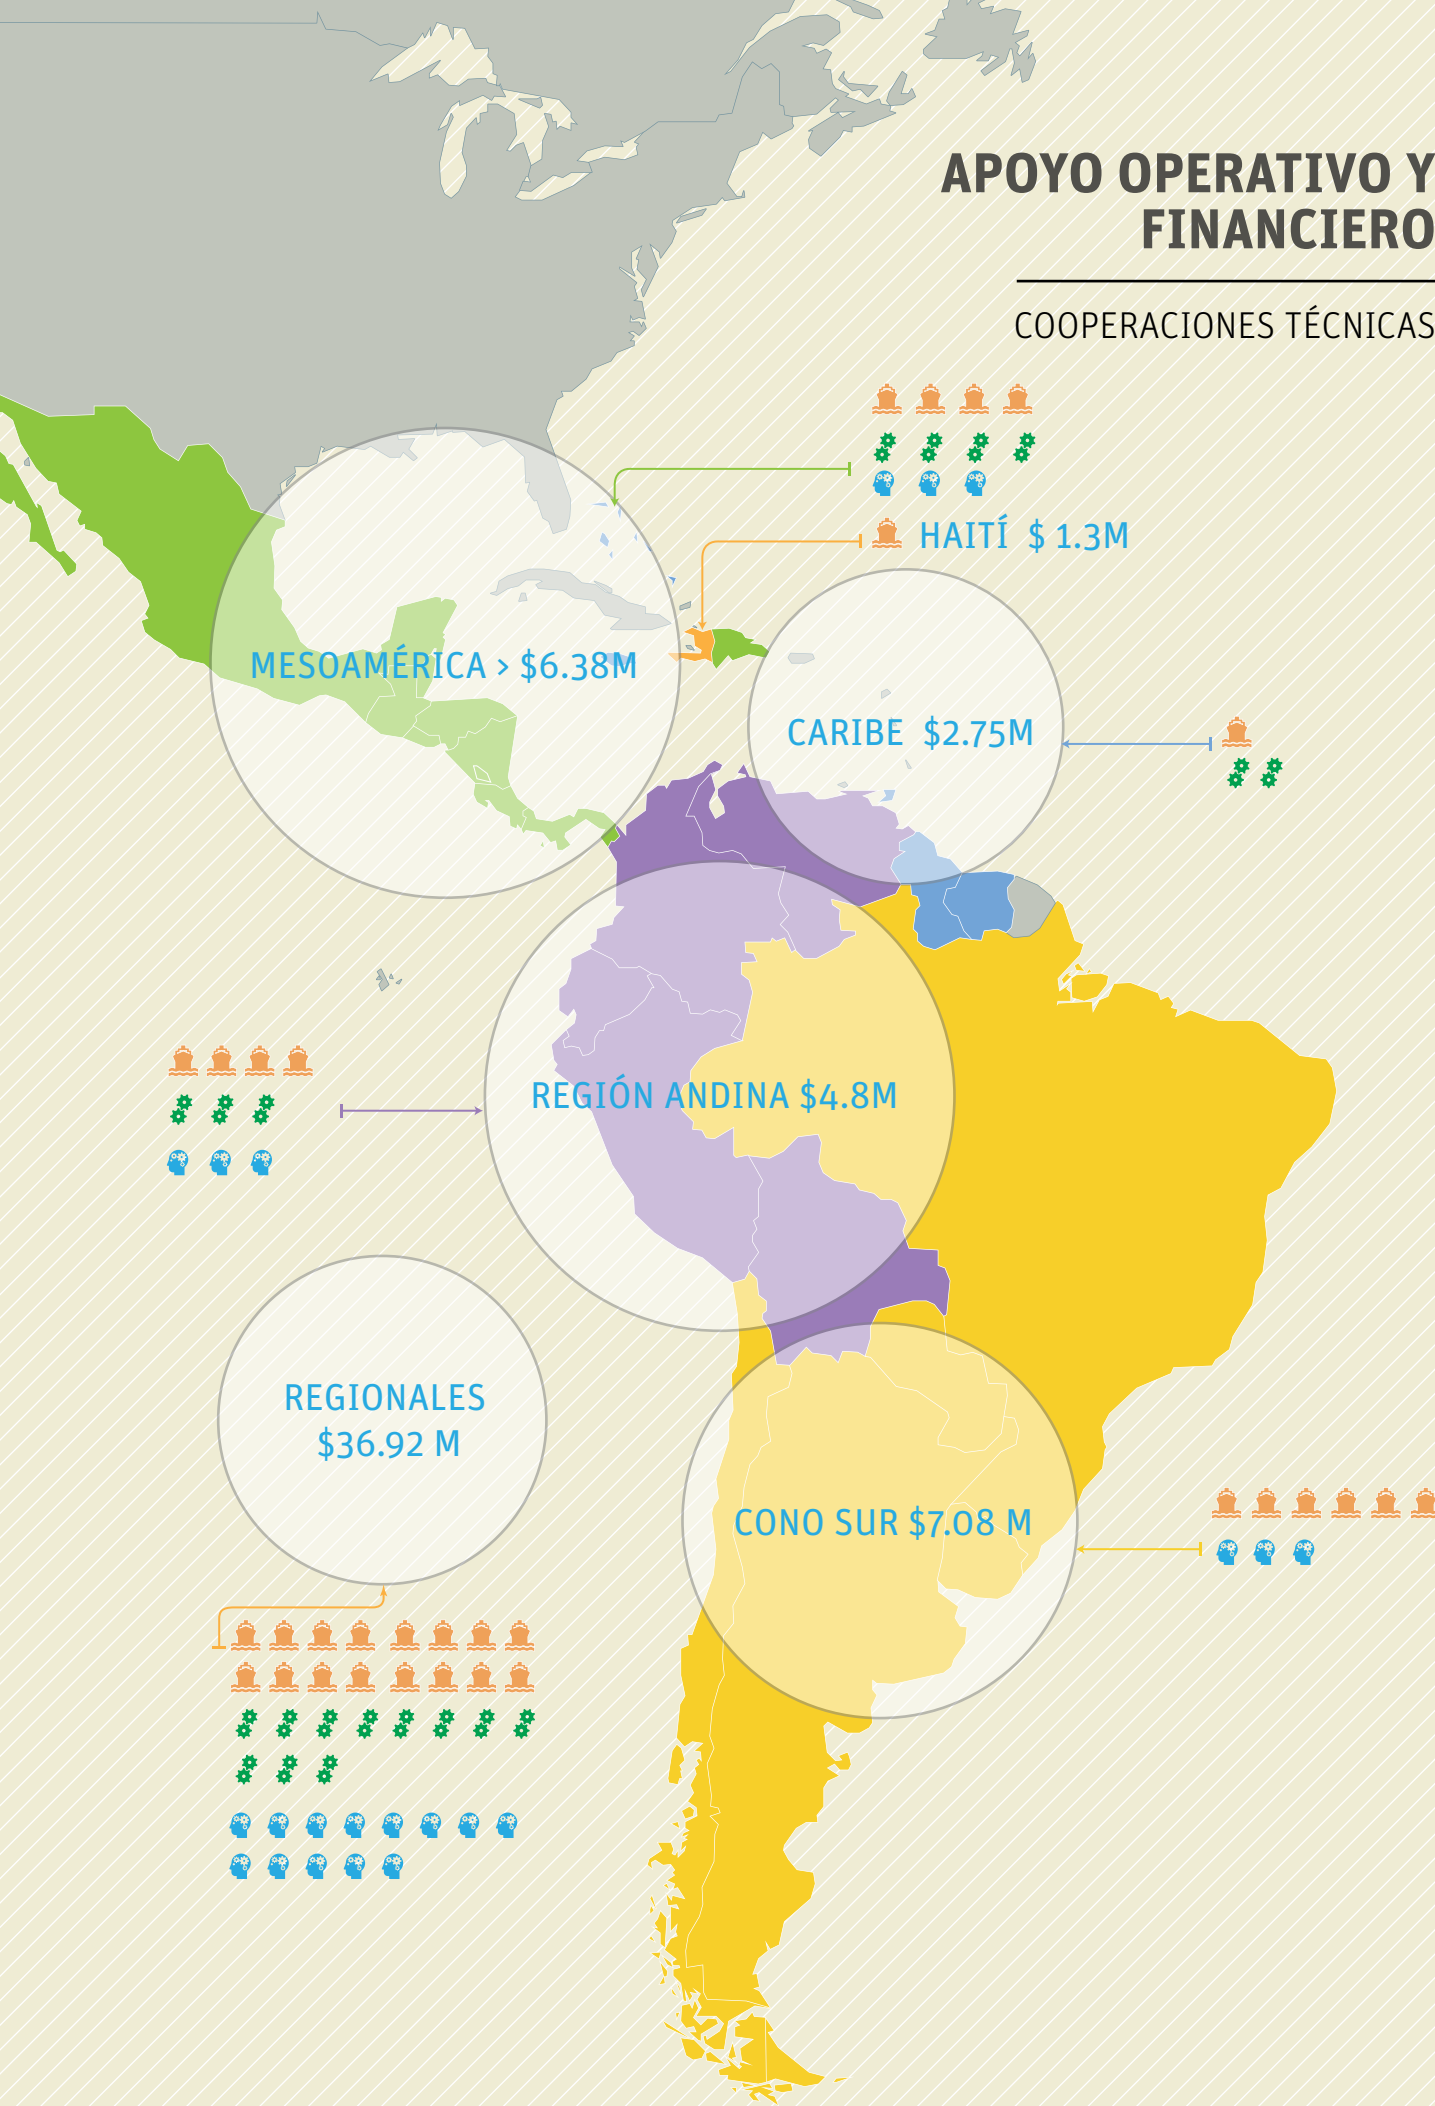 APOYO OPERATIVO Y
FINANCIERO
COOPERACIONES TÉCNICAS
HAITÍ $ 1.3M
MESOAMÉRICA > $6.38M
CARIBE $2.75M
REGIÓN ANDINA $4.8M
REGIONALES
$36.92 M
CONO SUR $7.08 M